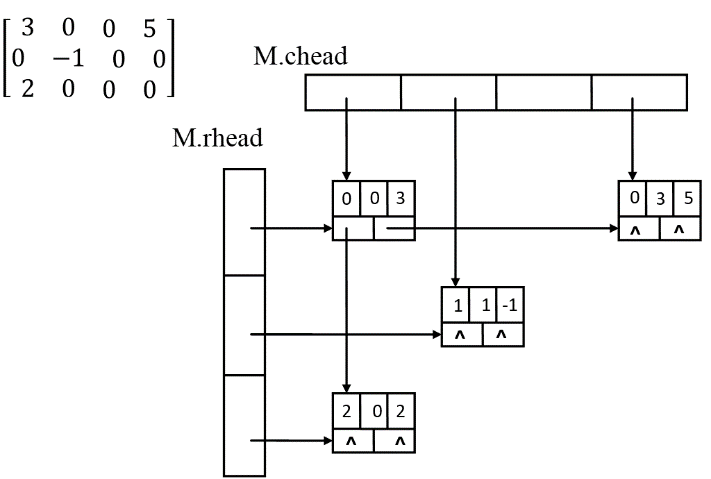 3 0 0 5
0 -1 0 0
2 0 0 0
M.chead
M.rhead
0 0 3
0 3 5
^ ^
1 1 -1
^ ^
2 0 2
^ ^